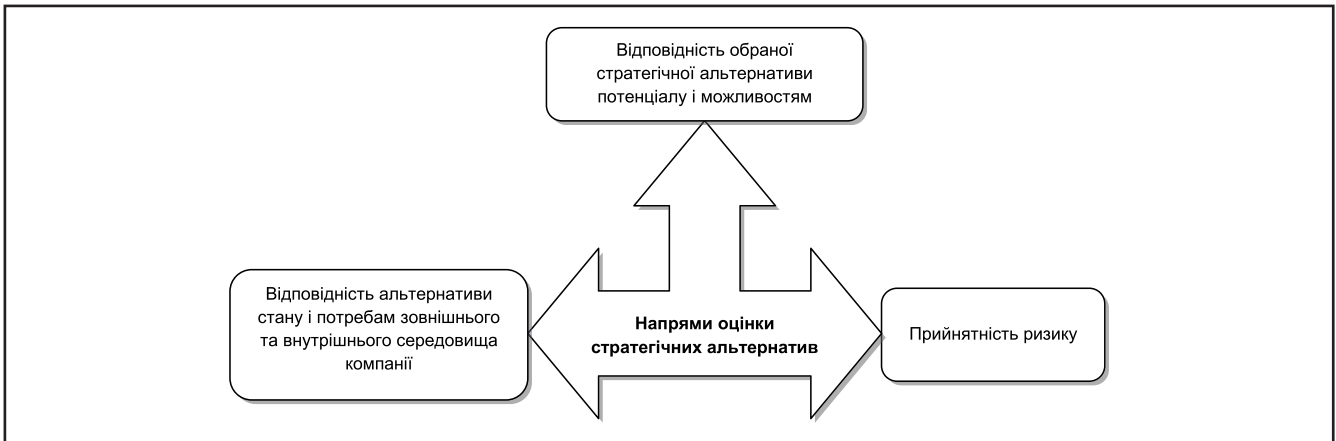 Відповідність обраної
стратегічної альтернативи
потенціалу і можливостям
Відповідність альтернативи
стану і потребам зовнішнього
та внутрішнього середовища
компанії
Напрями оцінки
стратегічних альтернатив
Прийнятність ризику